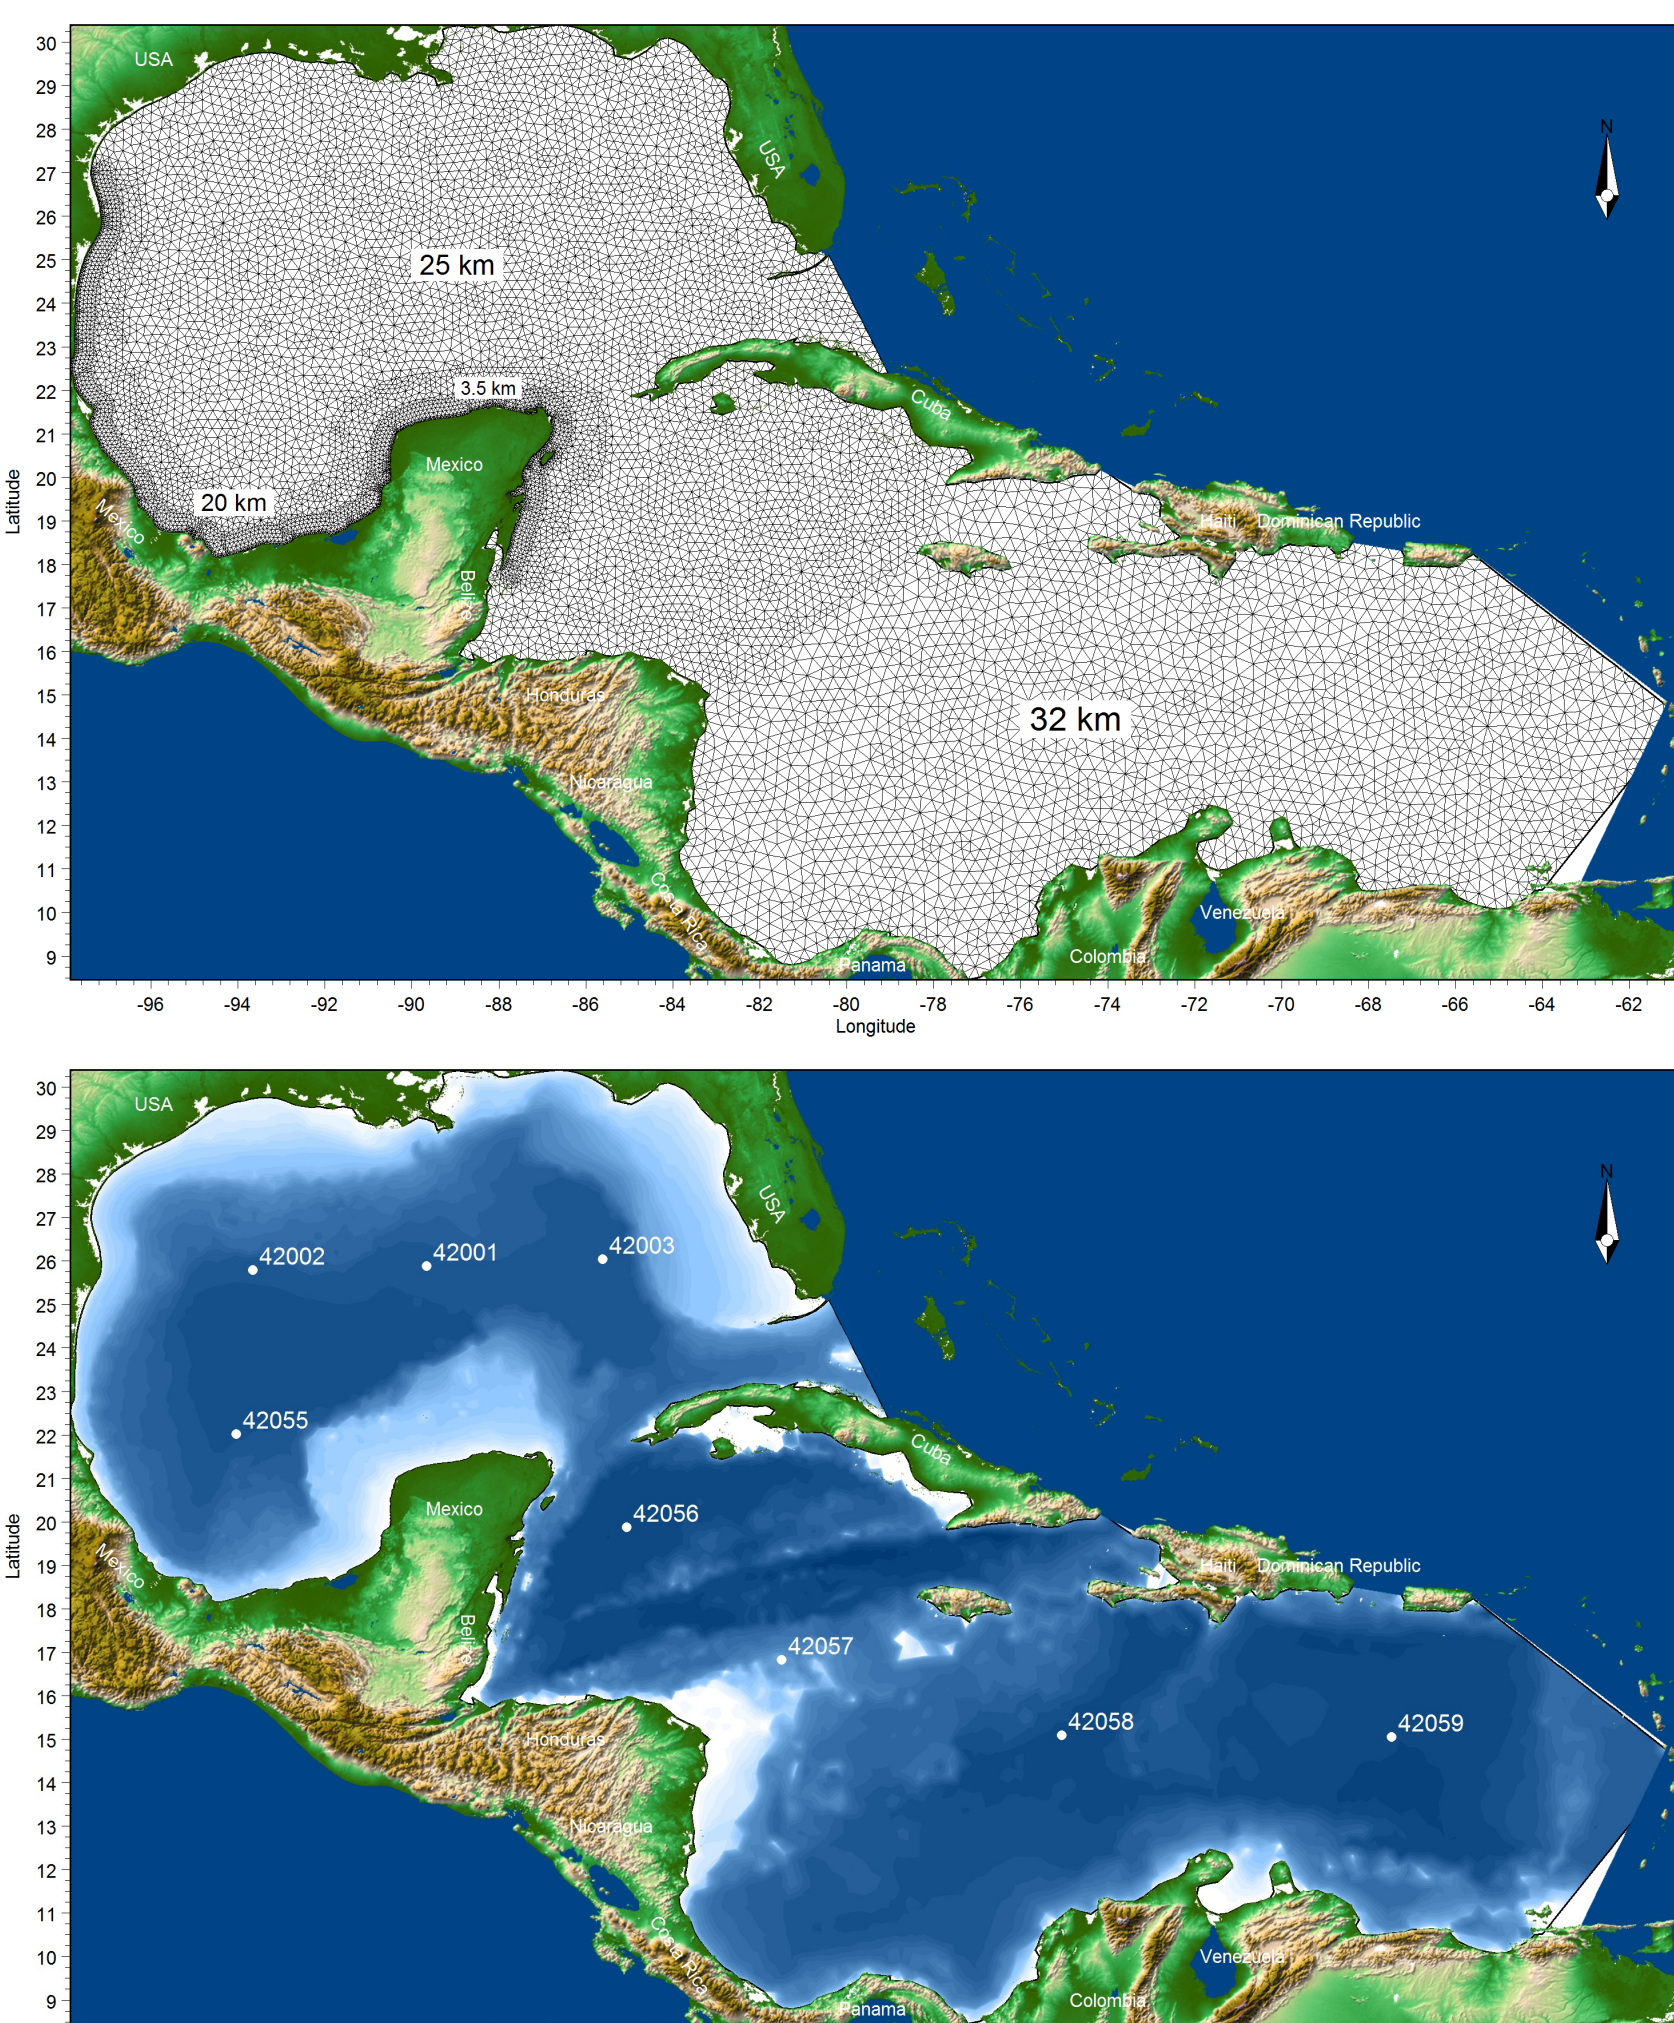 30
USA
29
28
N
USA
27
26
25
25 km
24
23
22
3.5 km
Cuba
21
Mexico
20
20 km
Mexico
19
Haiti Dominican Republic
18
Latitude
17
16
Honduras
15
32 km
14
Nicaragua
13
12
11
Costa Rica
10
Venezuela
9
Panama
Colombia
-96 -94 -92 -90 -88 -86 -84 -82 -80 -78 -76 -74 -72 -70 -68 -66 -64 -62
Longitude
30
USA
29
28
N
USA
27
42002
42001
42003
26
25
24
23
42055
22
Cuba
21
42056
Mexico
20
Mexico
19
Haiti Dominican Republic
18
Latitude
Belize
17
42057
16
42058
42059
15
Honduras
14
Nicaragua
13
12
11
Costa Rica
10
Venezuela
9
Panama
Colombia